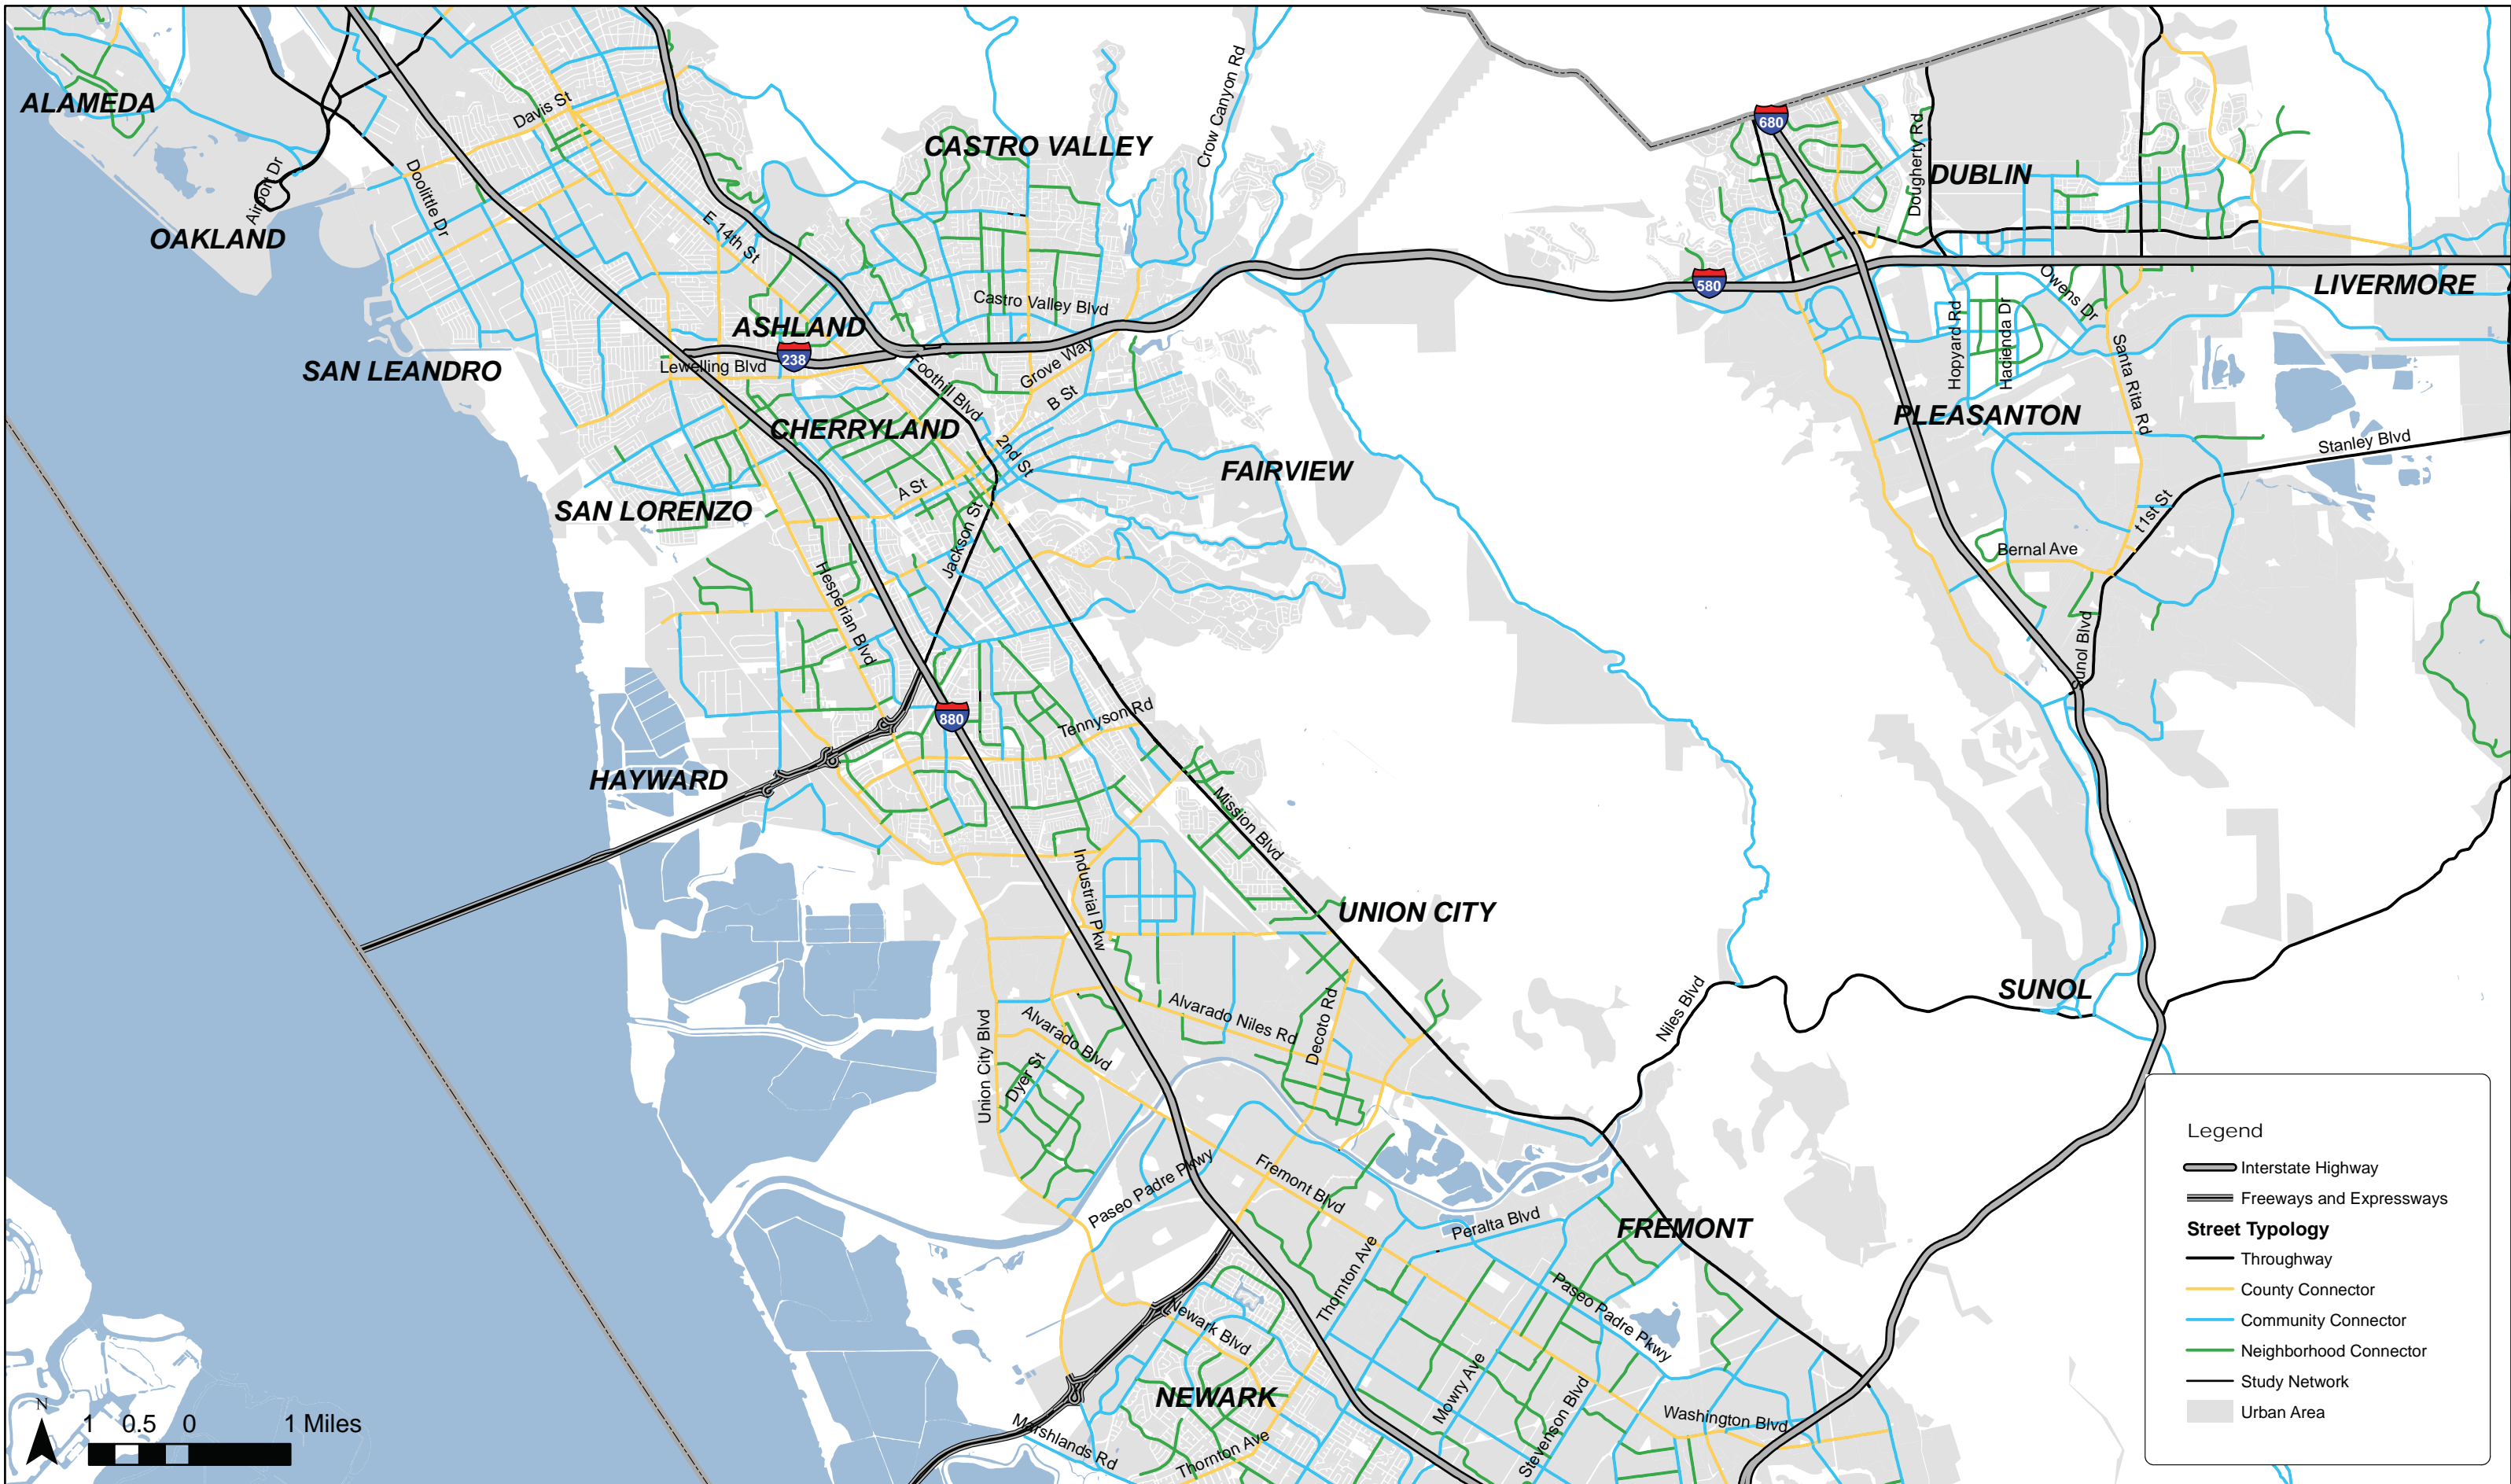 ALAMEDA
Davis St
Airport Dr
Doolittle Dr
OAKLAND
CASTRO VALLEY
Crow Canyon Rd
E 14th St
680
Dougherty Rd
DUBLIN
ASHLAND
Castro Valley Blvd
580
Owens Dr
LIVERMORE
238
Lewelling Blvd
SAN LEANDRO
Foothill Blvd
Grove Way
B St
Hopyard Rd
Hacienda Dr
Santa Rita Rd
CHERRYLAND
PLEASANTON
2nd St
Stanley Blvd
FAIRVIEW
A St
SAN LORENZO
Jackson St
t1st St
Bernal Ave
Hesperian Blvd
Sunol Blvd
880
Tennyson Rd
HAYWARD
Mission Blvd
Industrial Pkw
UNION CITY
SUNOL
Niles Blvd
Alvarado Niles Rd
Decoto Rd
Union City Blvd
Alvarado Blvd
Dyer St
Paseo Padre Pkwy
Fremont Blvd
Peralta Blvd
FREMONT
Thornton Ave
Paseo Padre Pkwy
Newark Blvd
NEWARK
Mowry Ave
Stevenson Blvd
Washington Blvd
Marshlands Rd
Thornton Ave
N
1 0.5 0 1 Miles
Legend
Interstate Highway
Freeways and Expressways
Street Typology
Throughway
County Connector
Community Connector
Neighborhood Connector
Study Network
Urban Area